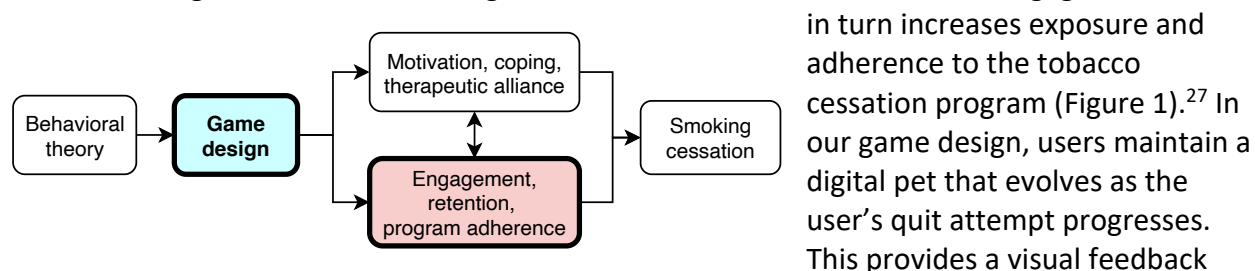 in turn increases exposure and
adherence to the tobacco
cessation program (Figure 1).27 In
our game design, users maintain a
digital pet that evolves as the
user's quit attempt progresses.
This provides a visual feedback
Behavioral
theory
Game
design
Motivation, coping,
therapeutic alliance
Engagement,
retention,
program adherence
Smoking
cessation